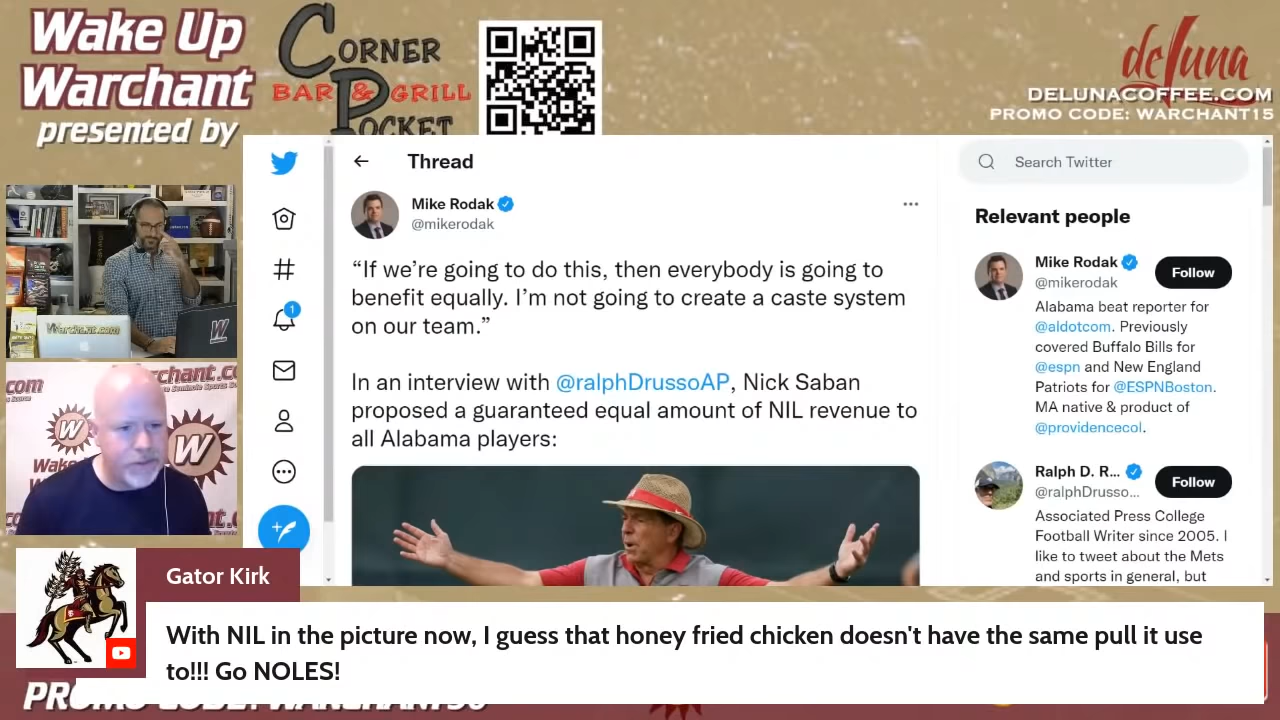 Wake Up
Warchant
presented by
CORNER
BAR & GRILL
POCKET
deluna
DELUNACOFFEE.COM
PROMO CODE: WARCHANT15
Thread
Search Twitter
Mike Rodak
@mikerodak
“If we’re going to do this, then everybody is going to
benefit equally. I’m not going to create a caste system
on our team.”
In an interview with @ralphDrussoAP, Nick Saban
proposed a guaranteed equal amount of NIL revenue to
all Alabama players:
Relevant people
Mike Rodak
@mikerodak
Follow
Alabama beat reporter for
@aldotcom. Previously
covered Buffalo Bills for
@espn and New England
Patriots for @ESPNBoston.
MA native & product of
@providencecol.
Ralph D. R...
@ralphDrusso...
Follow
Associated Press College
Football Writer since 2005. I
like to tweet about the Mets
and sports in general, but
1
Warchant.com
W
.com
rchant.c
W
W
Wake
Gator Kirk
With NIL in the picture now, I guess that honey fried chicken doesn't have the same pull it use
to!!! Go NOLES!